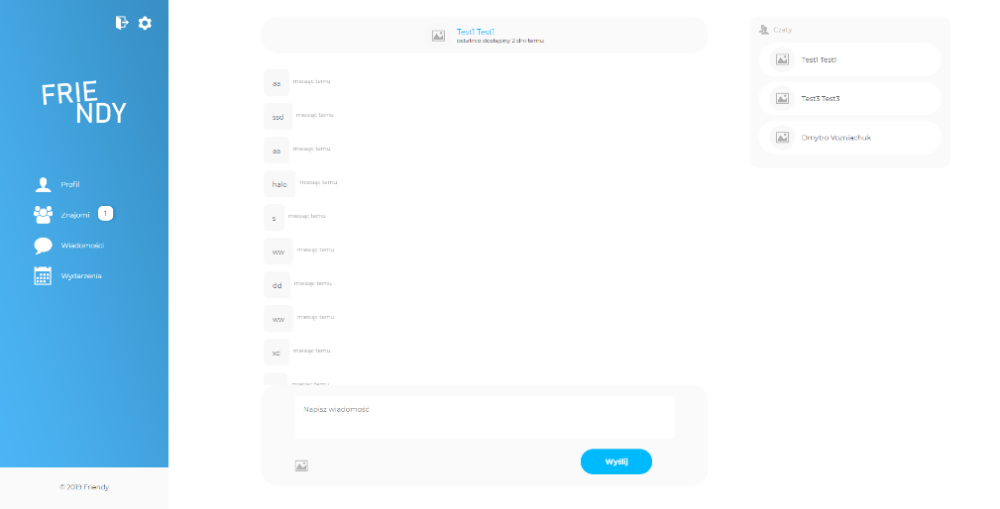 FRIE
NDY
Profil
Znajomi 1
Wiadomości
Wydarzenia
© 2019 Friendy
Test1 Test1
ostatnio dostępny 2 dni temu
aa miesiąc temu
ssd miesiąc temu
aa miesiąc temu
halo miesiąc temu
s miesiąc temu
ww miesiąc temu
dd miesiąc temu
ww miesiąc temu
xd miesiąc temu
miesiąc temu
Napisz wiadomość
Wyślij
Czaty
Test1 Test1
Test3 Test3
Dmytro Vozniachuk